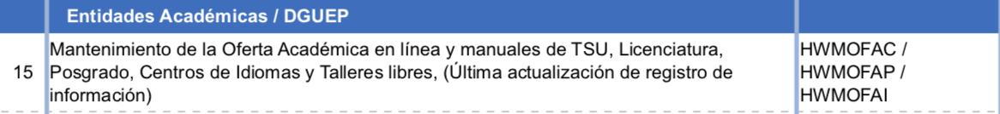 Entidades Académicas / DGUEP
15
Mantenimiento de la Oferta Académica en línea y manuales de TSU, Licenciatura,
Posgrado, Centros de Idiomas y Talleres libres, (Última actualización de registro de
información)
HWMOFAC /
HWMOFAP /
HWMOFAI